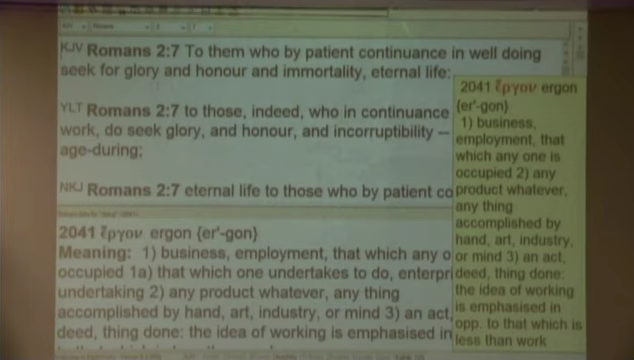 KJV Romans 2:7 To them who by patient continuance in well doing
seek for glory and honour and immortality, eternal life:
YLT Romans 2:7 to those, indeed, who in continuance
work, do seek glory, and honour, and incorruptibility —
age-during;
NKJ Romans 2:7 eternal life to those who by patient co
2041 ἔργον ergon {er'-gon}
Meaning: 1) business, employment, that which any o
occupied 1a) that which one undertakes to do, enterpr
undertaking 2) any product whatever, any thing
accomplished by hand, art, industry, or mind 3) an act,
deed, thing done: the idea of working is emphasised in
2041 ἔργον ergon
{er'-gon}
1) business,
employment, that
which any one is
occupied 2) any
product whatever,
any thing
accomplished by
hand, art, industry,
or mind 3) an act,
deed, thing done:
the idea of working
is emphasised in
opp. to that which is
less than work